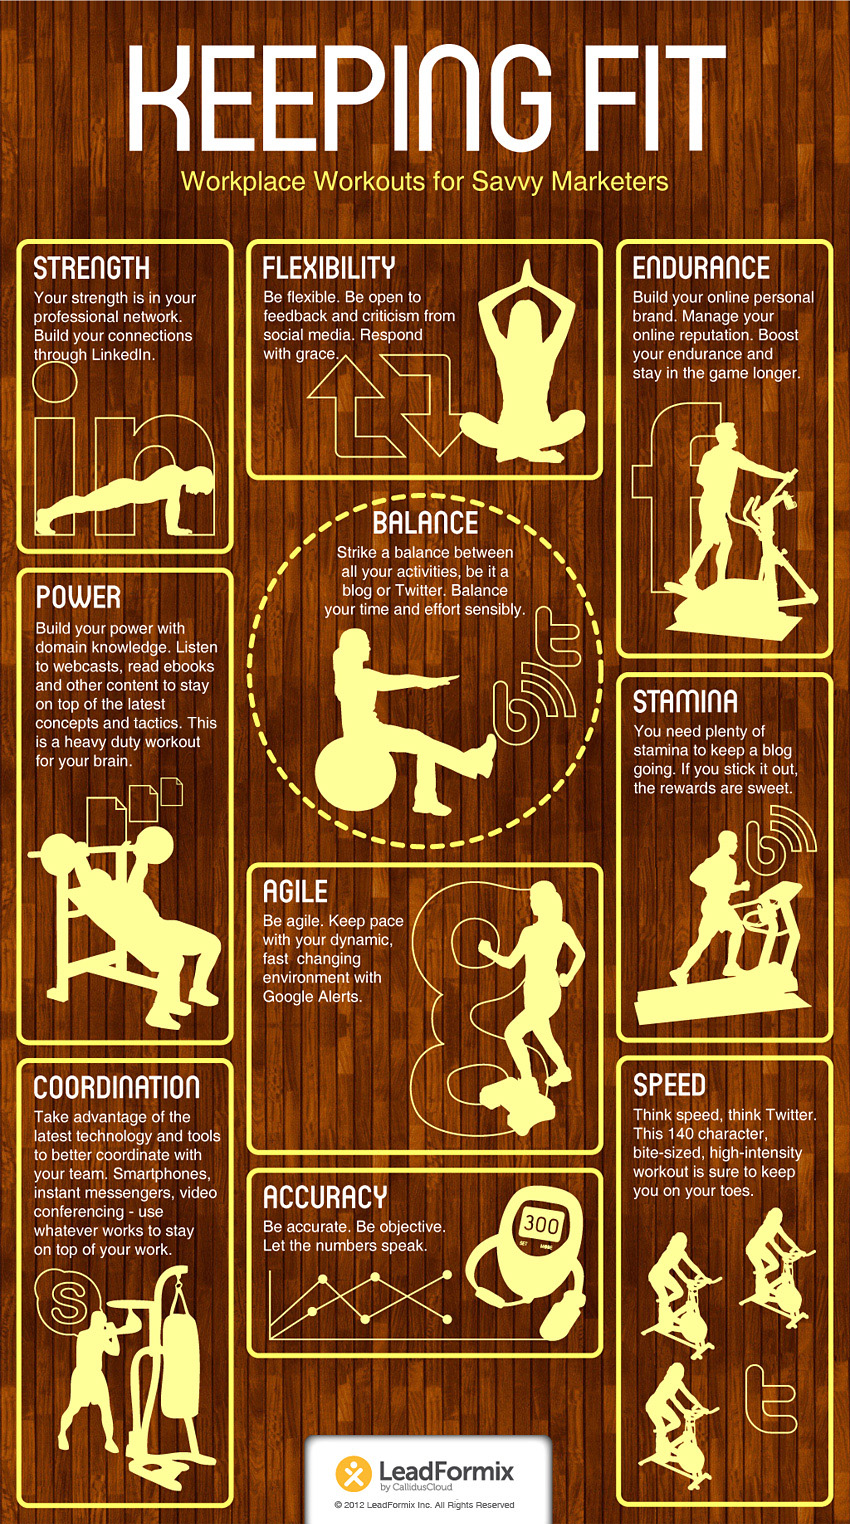 KEEPING FIT
Workplace Workouts for Savvy Marketers
STRENGTH
Your strength is in your
professional network.
Build your connections
through LinkedIn.
in
FLEXIBILITY
Be flexible. Be open to
feedback and criticism from
social media. Respond
with grace.
ENDURANCE
Build your online personal
brand. Manage your
online reputation. Boost
your endurance and
stay in the game longer.
f
BALANCE
Strike a balance between
all your activities, be it a
blog or Twitter. Balance
your time and effort sensibly.
t
b
POWER
Build your power with
domain knowledge. Listen
to webcasts, read ebooks
and other content to stay
on top of the latest
concepts and tactics. This
is a heavy duty workout
for your brain.
STAMINA
You need plenty of
stamina to keep a blog
going. If you stick it out,
the rewards are sweet.
b
AGILE
Be agile. Keep pace
with your dynamic,
fast  changing
environment with
Google Alerts.
g
COORDINATION
Take advantage of the
latest technology and tools
to better coordinate with
your team. Smartphones,
instant messengers, video
conferencing - use
whatever works to stay
on top of your work.
S
ACCURACY
Be accurate. Be objective.
Let the numbers speak.
300
SET MODE
SPEED
Think speed, think Twitter.
This 140 character,
bite-sized, high-intensity
workout is sure to keep
you on your toes.
t
LeadFormix
by CallidusCloud
© 2012 LeadFormix Inc. All Rights Reserved